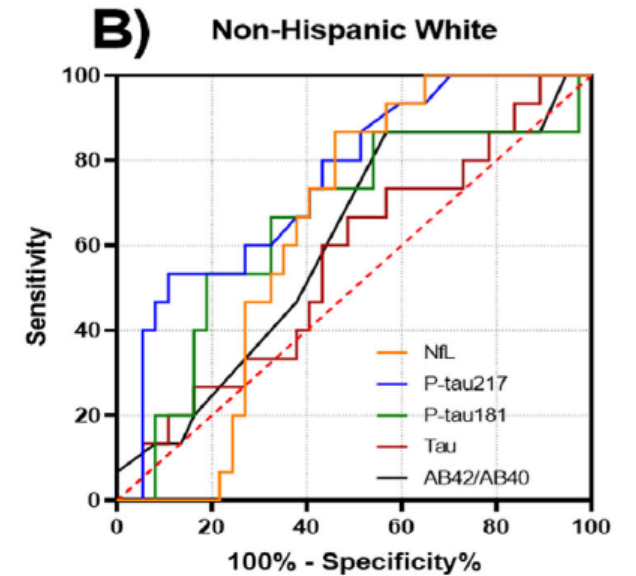 B) Non-Hispanic White
100
80
60
40
20
0
Sensitivity
NfL
P-tau217
P-tau181
Tau
AB42/AB40
0 20 40 60 80 100
100% - Specificity%